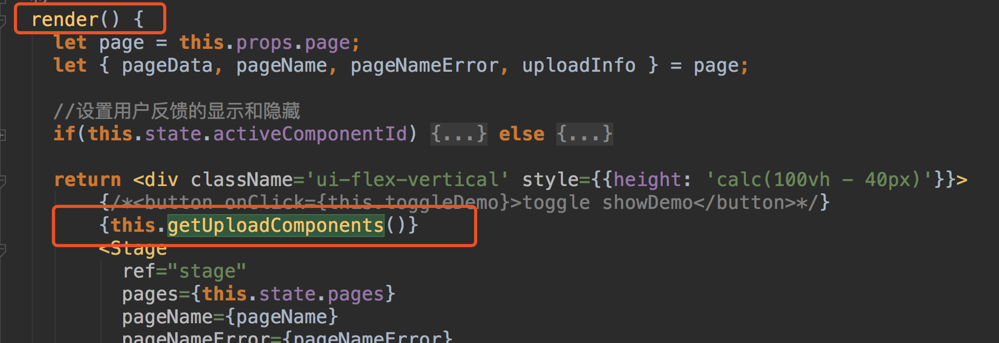 render() {
let page = this.props.page;
let { pageData, pageName, pageNameError, uploadInfo } = page;
//设置用户反馈的显示和隐藏
if(this.state.activeComponentId) {...} else {...}
return <div className='ui-flex-vertical' style={{height: 'calc(100vh - 40px)'}}>
{/*<button onClick={this.toggleDemo}>toggle showDemo</button>*/}
{this.getUploadComponents()}
<Stage
ref="stage"
pages={this.state.pages}
pageName={pageName}
pageNameError={pageNameError}